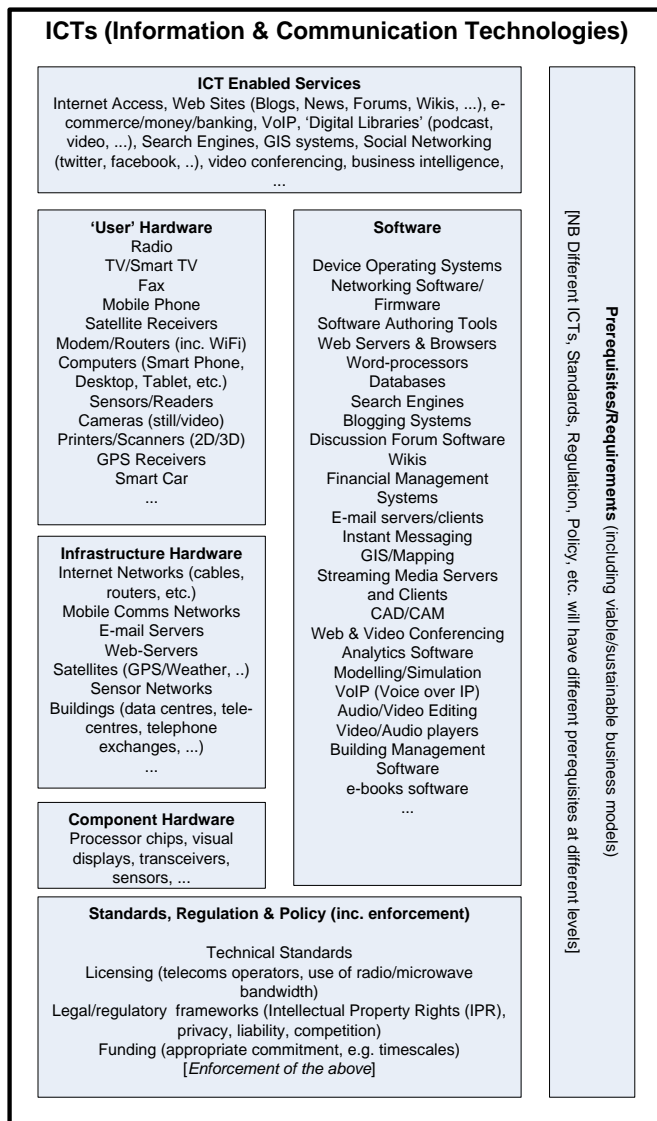 ICTs (Information & Communication Technologies)
ICT Enabled Services
Internet Access, Web Sites (Blogs, News, Forums, Wikis, ...), e-
commerce/money/banking, VoIP, ‘Digital Libraries’ (podcast,
video, ...), Search Engines, GIS systems, Social Networking
(twitter, facebook, ..), video conferencing, business intelligence,
...
‘User’ Hardware
Radio
TV/Smart TV
Fax
Mobile Phone
Satellite Receivers
Modem/Routers (inc. WiFi)
Computers (Smart Phone,
Desktop, Tablet, etc.)
Sensors/Readers
Cameras (still/video)
Printers/Scanners (2D/3D)
GPS Receivers
Smart Car
...
Infrastructure Hardware
Internet Networks (cables,
routers, etc.)
Mobile Comms Networks
E-mail Servers
Web-Servers
Satellites (GPS/Weather, ..)
Sensor Networks
Buildings (data centres, tele-
centres, telephone
exchanges, ...)
...
Component Hardware
Processor chips, visual
displays, transceivers,
sensors, ...
Software
Device Operating Systems
Networking Software/
Firmware
Software Authoring Tools
Web Servers & Browsers
Word-processors
Databases
Search Engines
Blogging Systems
Discussion Forum Software
Wikis
Financial Management
Systems
E-mail servers/clients
Instant Messaging
GIS/Mapping
Streaming Media Servers
and Clients
CAD/CAM
Web & Video Conferencing
Analytics Software
Modelling/Simulation
VoIP (Voice over IP)
Audio/Video Editing
Video/Audio players
Building Management
Software
e-books software
...
Standards, Regulation & Policy (inc. enforcement)
Technical Standards
Licensing (telecoms operators, use of radio/microwave
bandwidth)
Legal/regulatory frameworks (Intellectual Property Rights (IPR),
privacy, liability, competition)
Funding (appropriate commitment, e.g. timescales)
[Enforcement of the above]
Prerequisites/Requirements (including viable/sustainable business models)
[NB Different ICTs, Standards, Regulation, Policy, etc. will have different prerequisites at different levels]